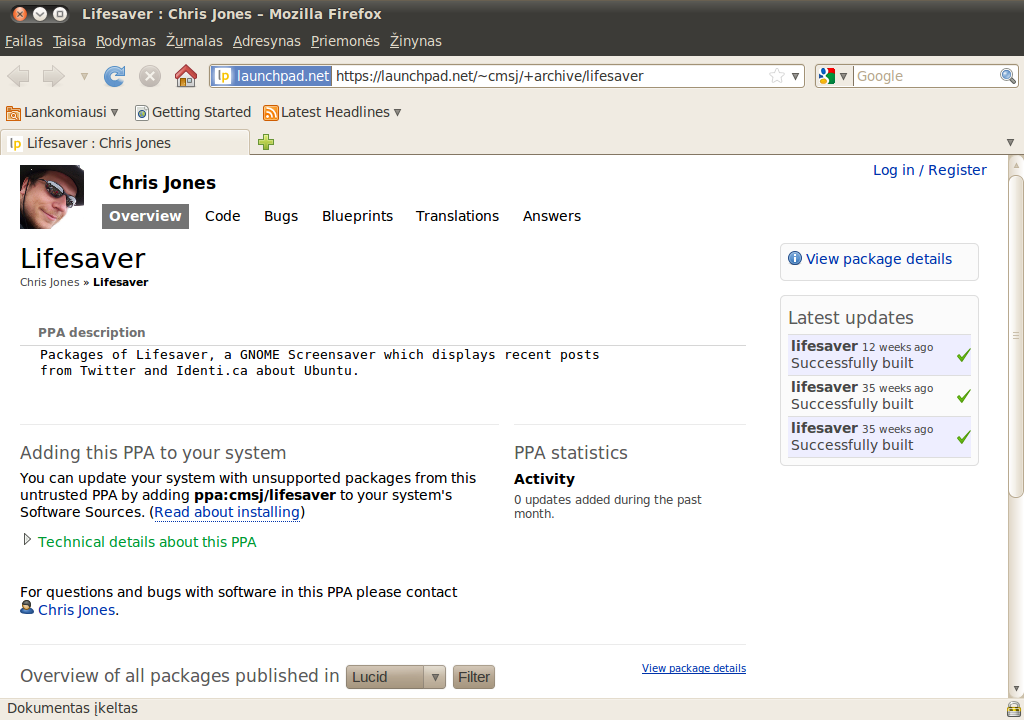 Lifesaver : Chris Jones – Mozilla Firefox
Failas Taisa Rodymas Žurnalas Adresynas Priemonės Žinynas
lp launchpad.net https://launchpad.net/~cmsj/+archive/lifesaver Google
Lankomiausi Getting Started Latest Headlines
lp Lifesaver : Chris Jones
Log in / Register
Chris Jones
Overview Code Bugs Blueprints Translations Answers
Lifesaver
Chris Jones » Lifesaver
PPA description
Packages of Lifesaver, a GNOME Screensaver which displays recent posts
from Twitter and Identi.ca about Ubuntu.
Adding this PPA to your system
You can update your system with unsupported packages from this
untrusted PPA by adding ppa:cmsj/lifesaver to your system's
Software Sources. (Read about installing)
Technical details about this PPA
For questions and bugs with software in this PPA please contact
Chris Jones.
PPA statistics
Activity
0 updates added during the past
month.
View package details
Latest updates
lifesaver 12 weeks ago
Successfully built
lifesaver 35 weeks ago
Successfully built
lifesaver 35 weeks ago
Successfully built
Overview of all packages published in Lucid Filter
View package details
Dokumentas įkeltas